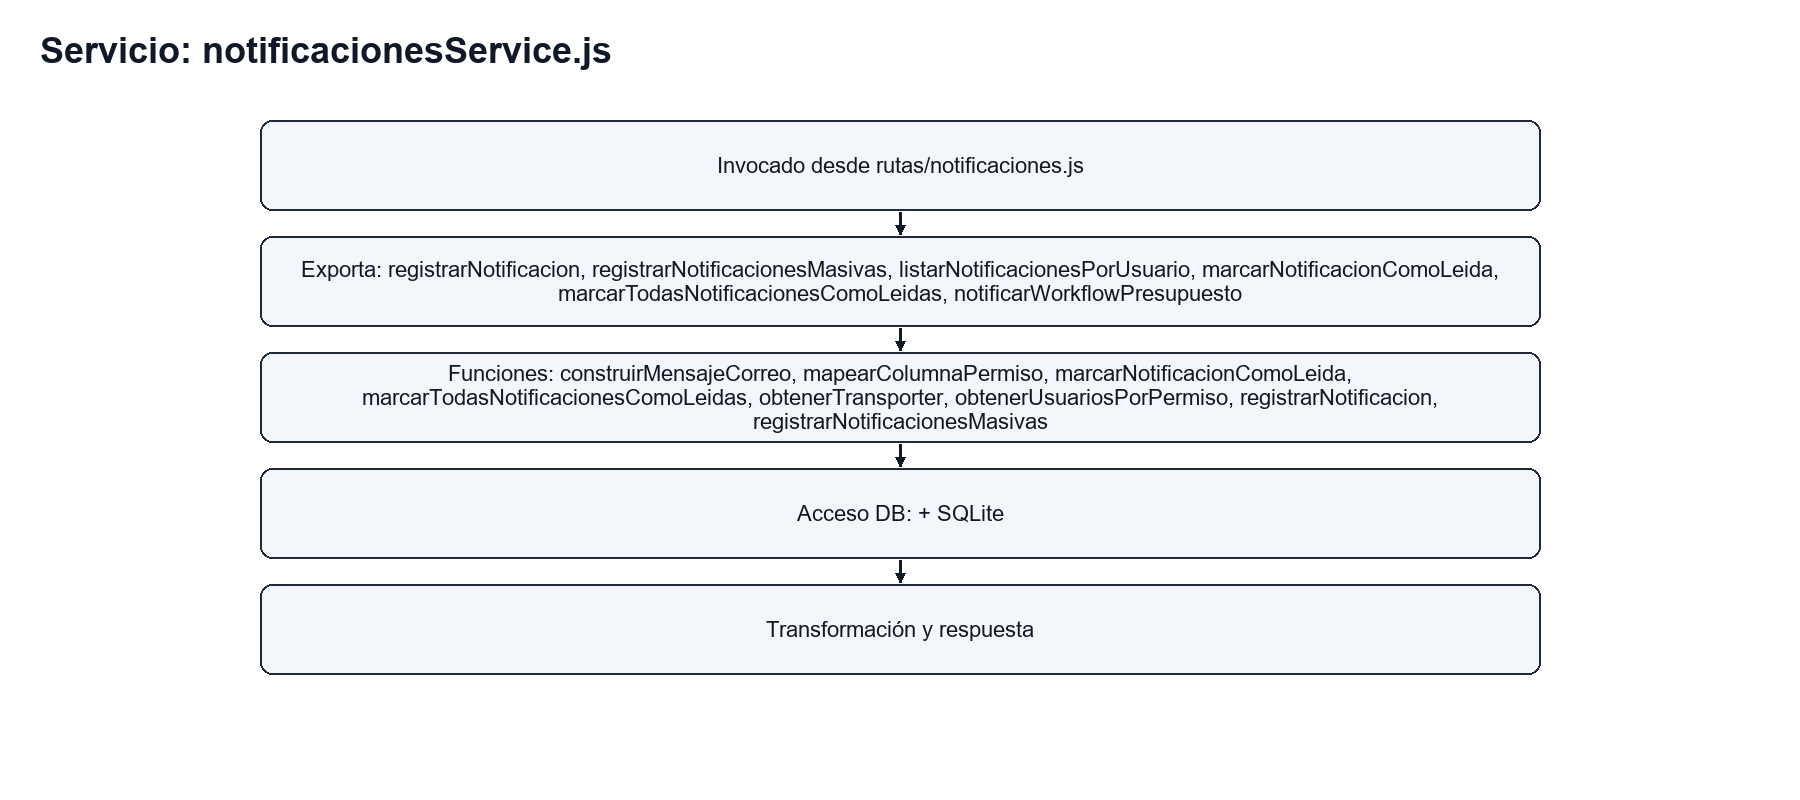 Servicio: notificacionesService.js
Invocado desde rutas/notificaciones.js
Exporta: registrarNotificacion, registrarNotificacionesMasivas, listarNotificacionesPorUsuario, marcarNotificacionComoLeida,
marcarTodasNotificacionesComoLeidas, notificarWorkflowPresupuesto
Funciones: construirMensajeCorreo, mapearColumnaPermiso, marcarNotificacionComoLeida,
marcarTodasNotificacionesComoLeidas, obtenerTransporter, obtenerUsuariosPorPermiso, registrarNotificacion,
registrarNotificacionesMasivas
Acceso DB: + SQLite
Transformación y respuesta